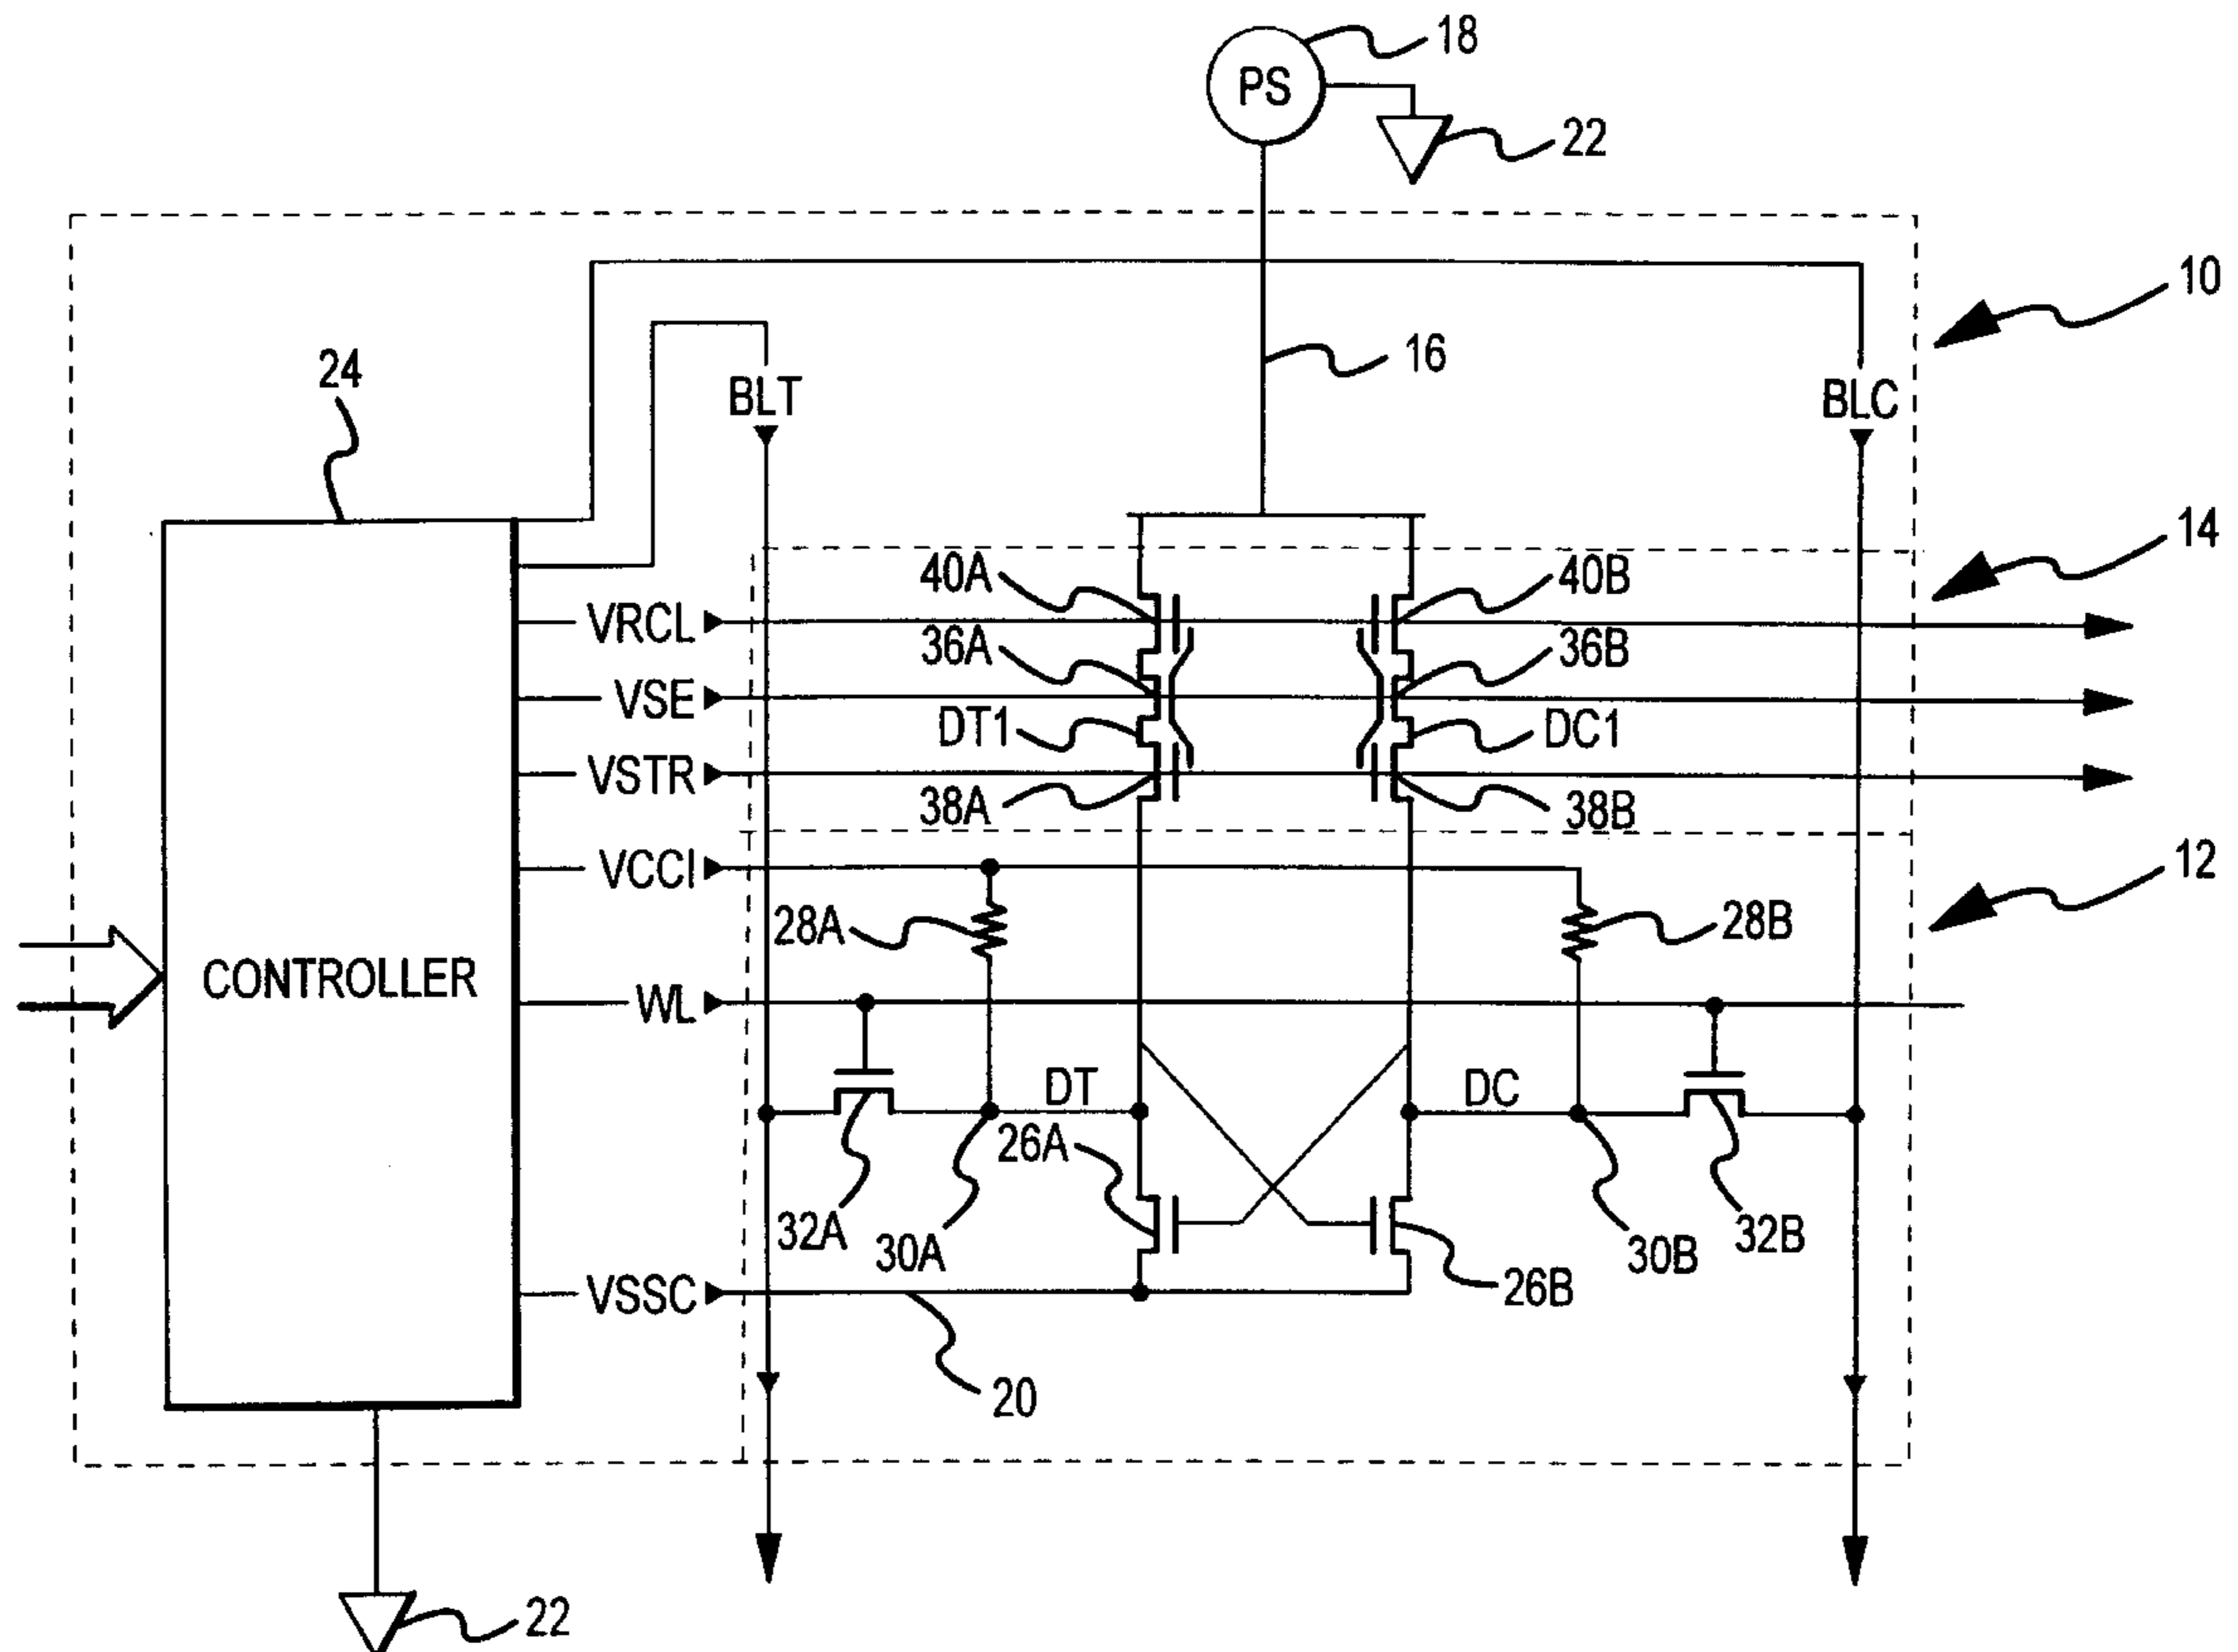 18
PS
22
10
16
24
BLT
BLC
14
40A
40B
VRCL
36A
36B
VSE
DT1
DC1
VSTR
38A
38B
12
VCCI
28A
28B
CONTROLLER
WL
DT
DC
26A
32A
30A
30B
32B
VSSC
26B
20
22